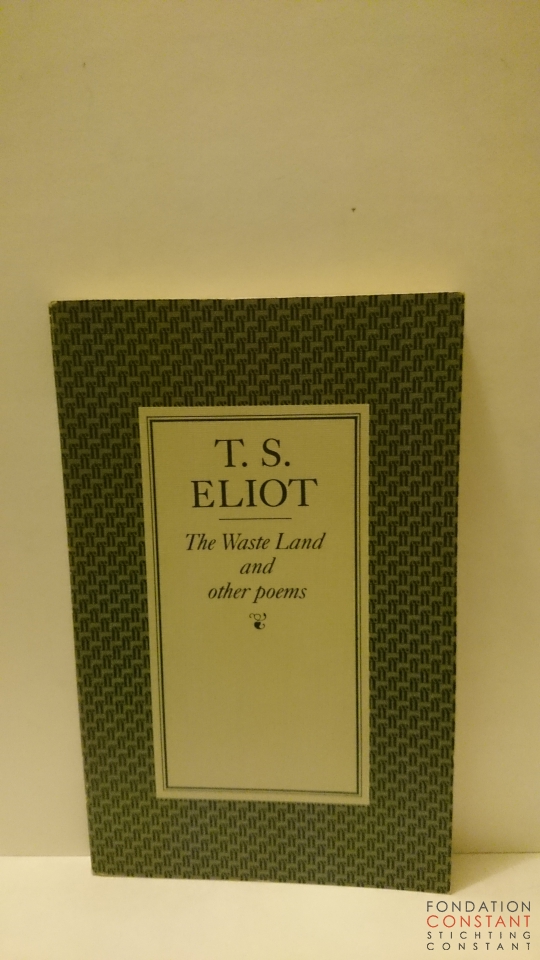 T. S.
ELIOT
The Waste Land
and
other poems
FONDATION
CONSTANT
STICHTING
CONSTANT